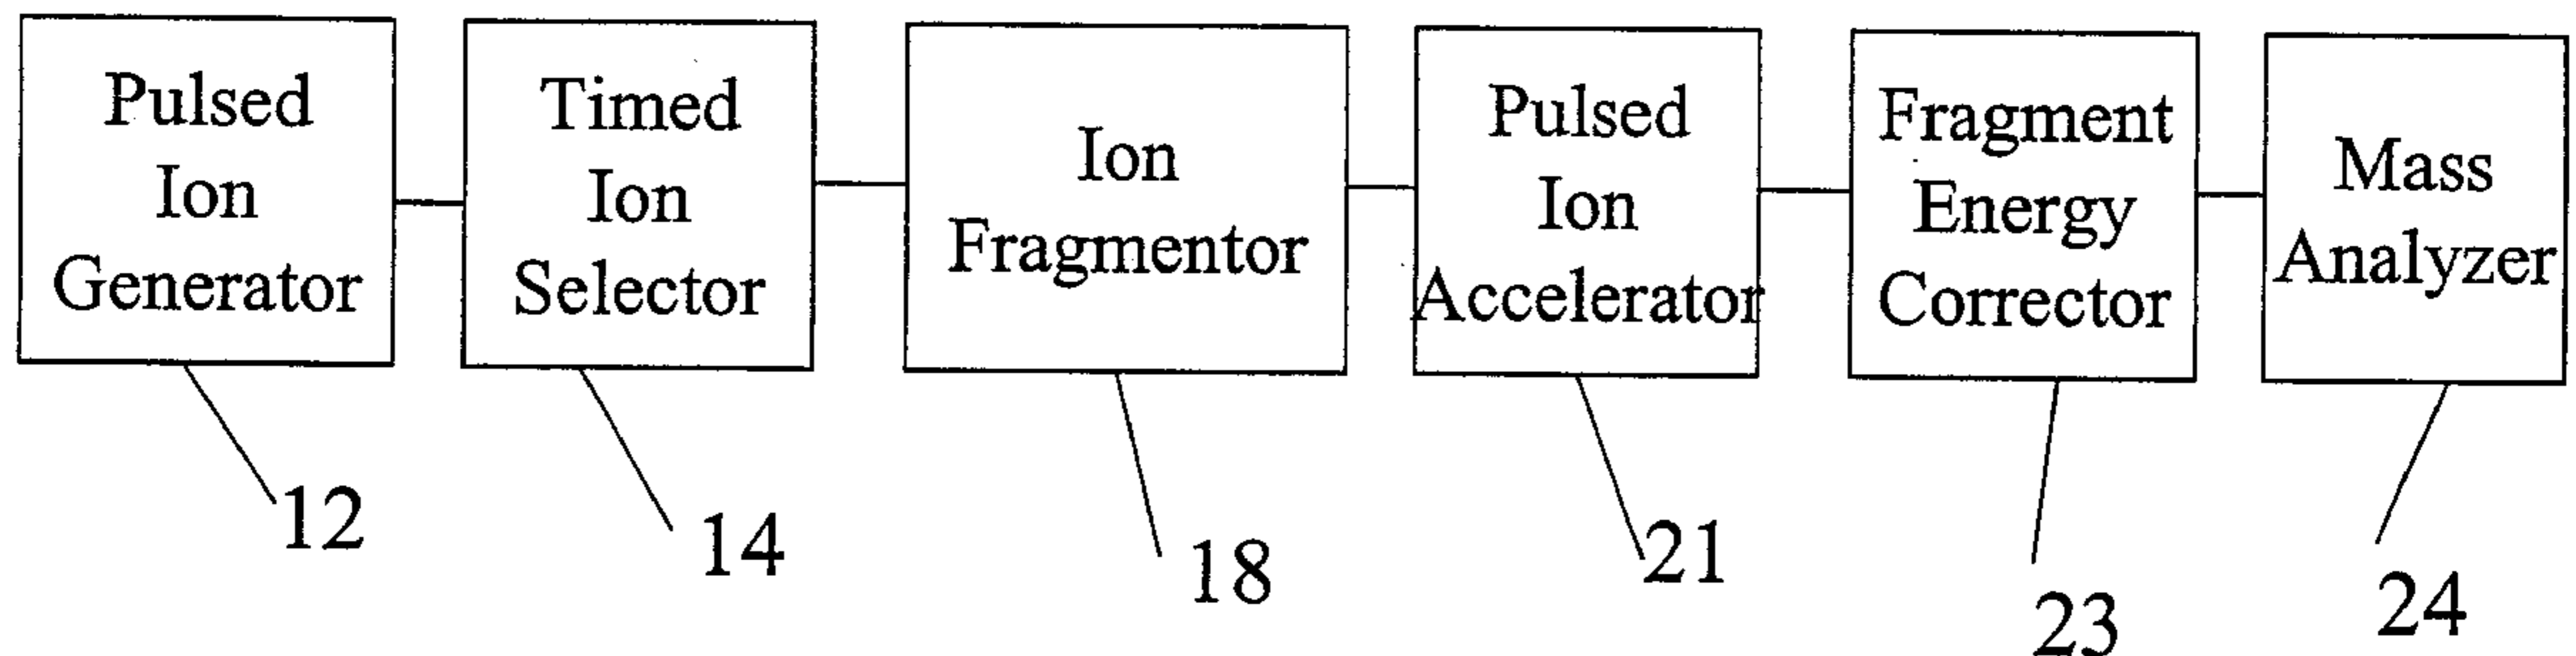 Pulsed
Ion
Generator
Timed
Ion
Selector
Ion
Fragmentor
Pulsed
Ion
Accelerator
Fragment
Energy
Corrector
Mass
Analyzer
12
14
18
21
23
24